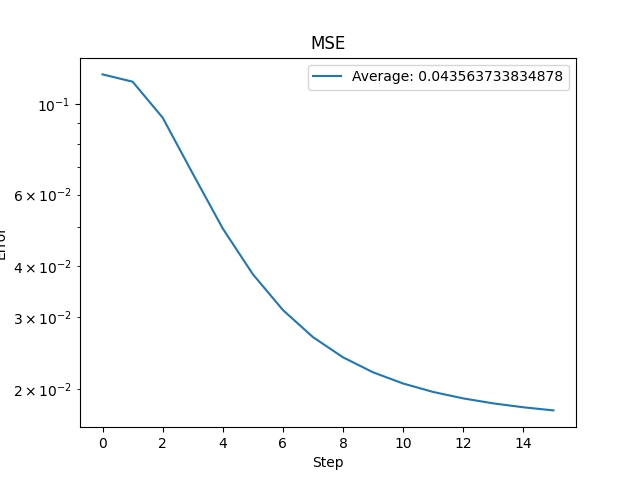 MSE
Average: 0.043563733834878
10⁻¹
6 × 10⁻²
4 × 10⁻²
3 × 10⁻²
2 × 10⁻²
Error
0 2 4 6 8 10 12 14
Step